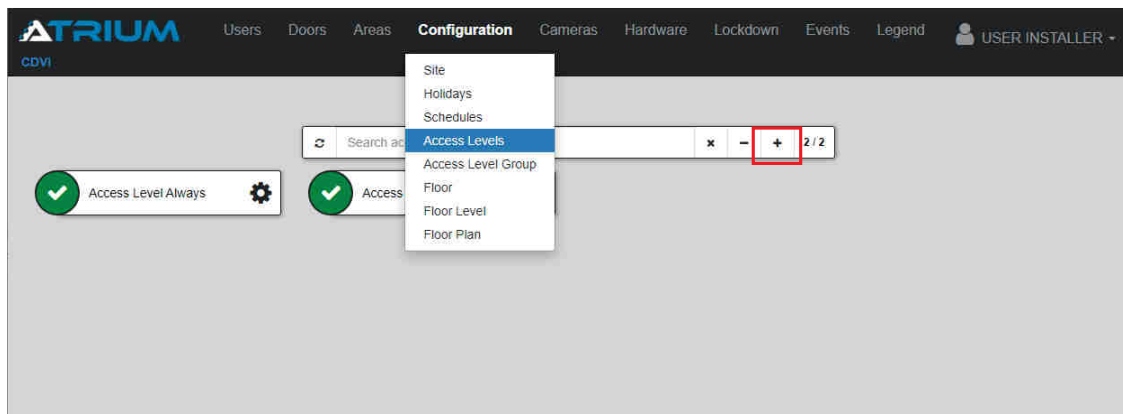 ATRIUM Users Doors Areas Configuration Cameras Hardware Lockdown Events Legend USER INSTALLER
CDVI
Site
Holidays
Schedules
Search ac Access Levels 2 / 2
Access Level Group
Access Level Always Access Floor
Floor Level
Floor Plan